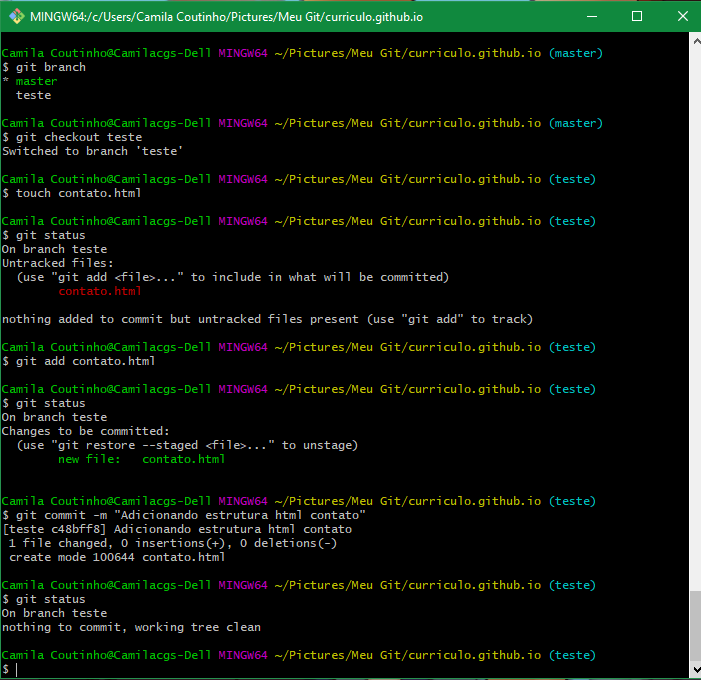 MINGW64:/c/Users/Camila Coutinho/Pictures/Meu Git/curriculo.github.io
Camila Coutinho@Camilacgs-Dell MINGW64 ~/Pictures/Meu Git/curriculo.github.io (master)
$ git branch
* master
  teste
Camila Coutinho@Camilacgs-Dell MINGW64 ~/Pictures/Meu Git/curriculo.github.io (master)
$ git checkout teste
Switched to branch 'teste'
Camila Coutinho@Camilacgs-Dell MINGW64 ~/Pictures/Meu Git/curriculo.github.io (teste)
$ touch contato.html
Camila Coutinho@Camilacgs-Dell MINGW64 ~/Pictures/Meu Git/curriculo.github.io (teste)
$ git status
On branch teste
Untracked files:
  (use "git add <file>..." to include in what will be committed)
        contato.html
nothing added to commit but untracked files present (use "git add" to track)
Camila Coutinho@Camilacgs-Dell MINGW64 ~/Pictures/Meu Git/curriculo.github.io (teste)
$ git add contato.html
Camila Coutinho@Camilacgs-Dell MINGW64 ~/Pictures/Meu Git/curriculo.github.io (teste)
$ git status
On branch teste
Changes to be committed:
  (use "git restore --staged <file>..." to unstage)
        new file:   contato.html
Camila Coutinho@Camilacgs-Dell MINGW64 ~/Pictures/Meu Git/curriculo.github.io (teste)
$ git commit -m "Adicionando estrutura html contato"
[teste c48bff8] Adicionando estrutura html contato
 1 file changed, 0 insertions(+), 0 deletions(-)
 create mode 100644 contato.html
Camila Coutinho@Camilacgs-Dell MINGW64 ~/Pictures/Meu Git/curriculo.github.io (teste)
$ git status
On branch teste
nothing to commit, working tree clean
Camila Coutinho@Camilacgs-Dell MINGW64 ~/Pictures/Meu Git/curriculo.github.io (teste)
$